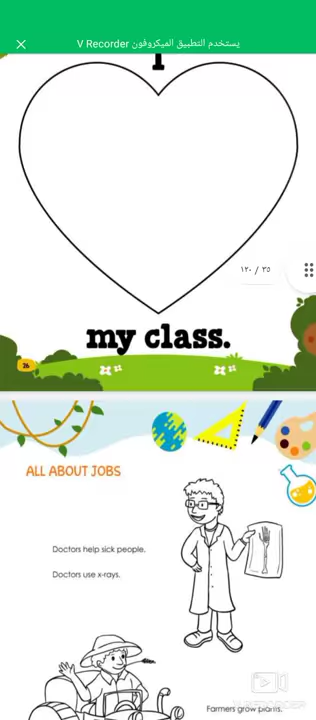 يستخدم التطبيق الميكروفون V Recorder
I
٣٥ / ١٢٠
my class.
26
ALL ABOUT JOBS
Doctors help sick people.
Doctors use x-rays.
Farmers grow plants.